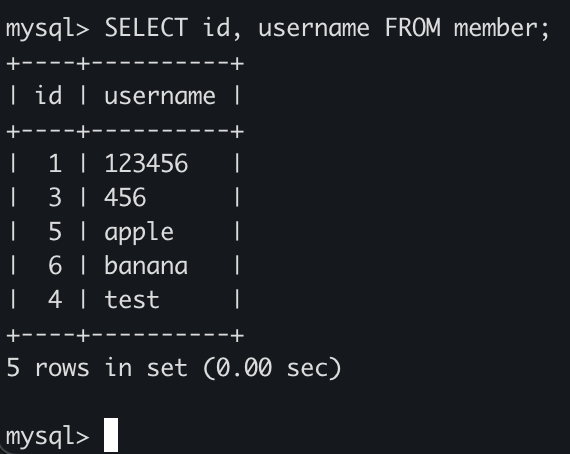 mysql> SELECT id, username FROM member;
+----+----------+
| id | username |
+----+----------+
|  1 | 123456   |
|  3 | 456      |
|  5 | apple    |
|  6 | banana   |
|  4 | test     |
+----+----------+
5 rows in set (0.00 sec)
mysql>